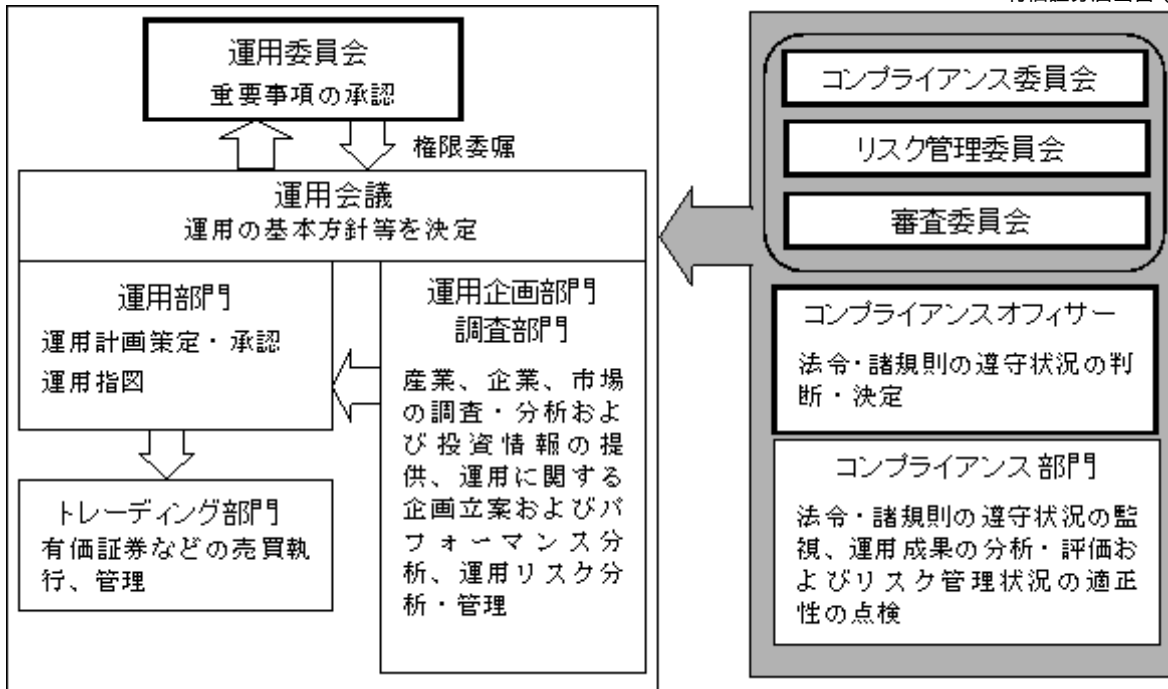 運用委員会
重要事項の承認
権限委嘱
運用会議
運用の基本方針等を決定
運用部門
運用計画策定・承認
運用指図
運用企画部門
調査部門
産業、企業、市場
の調査・分析およ
び投資情報の提
供、運用に関する
企画立案およびパ
フォーマンス分
析、運用リスク分
析・管理
トレーディング部門
有価証券などの売買執
行、管理
コンプライアンス委員会
リスク管理委員会
審査委員会
コンプライアンスオフィサー
法令・諸規則の遵守状況の判
断・決定
コンプライアンス部門
法令・諸規則の遵守状況の監
視、運用成果の分析・評価お
よびリスク管理状況の適正
性の点検